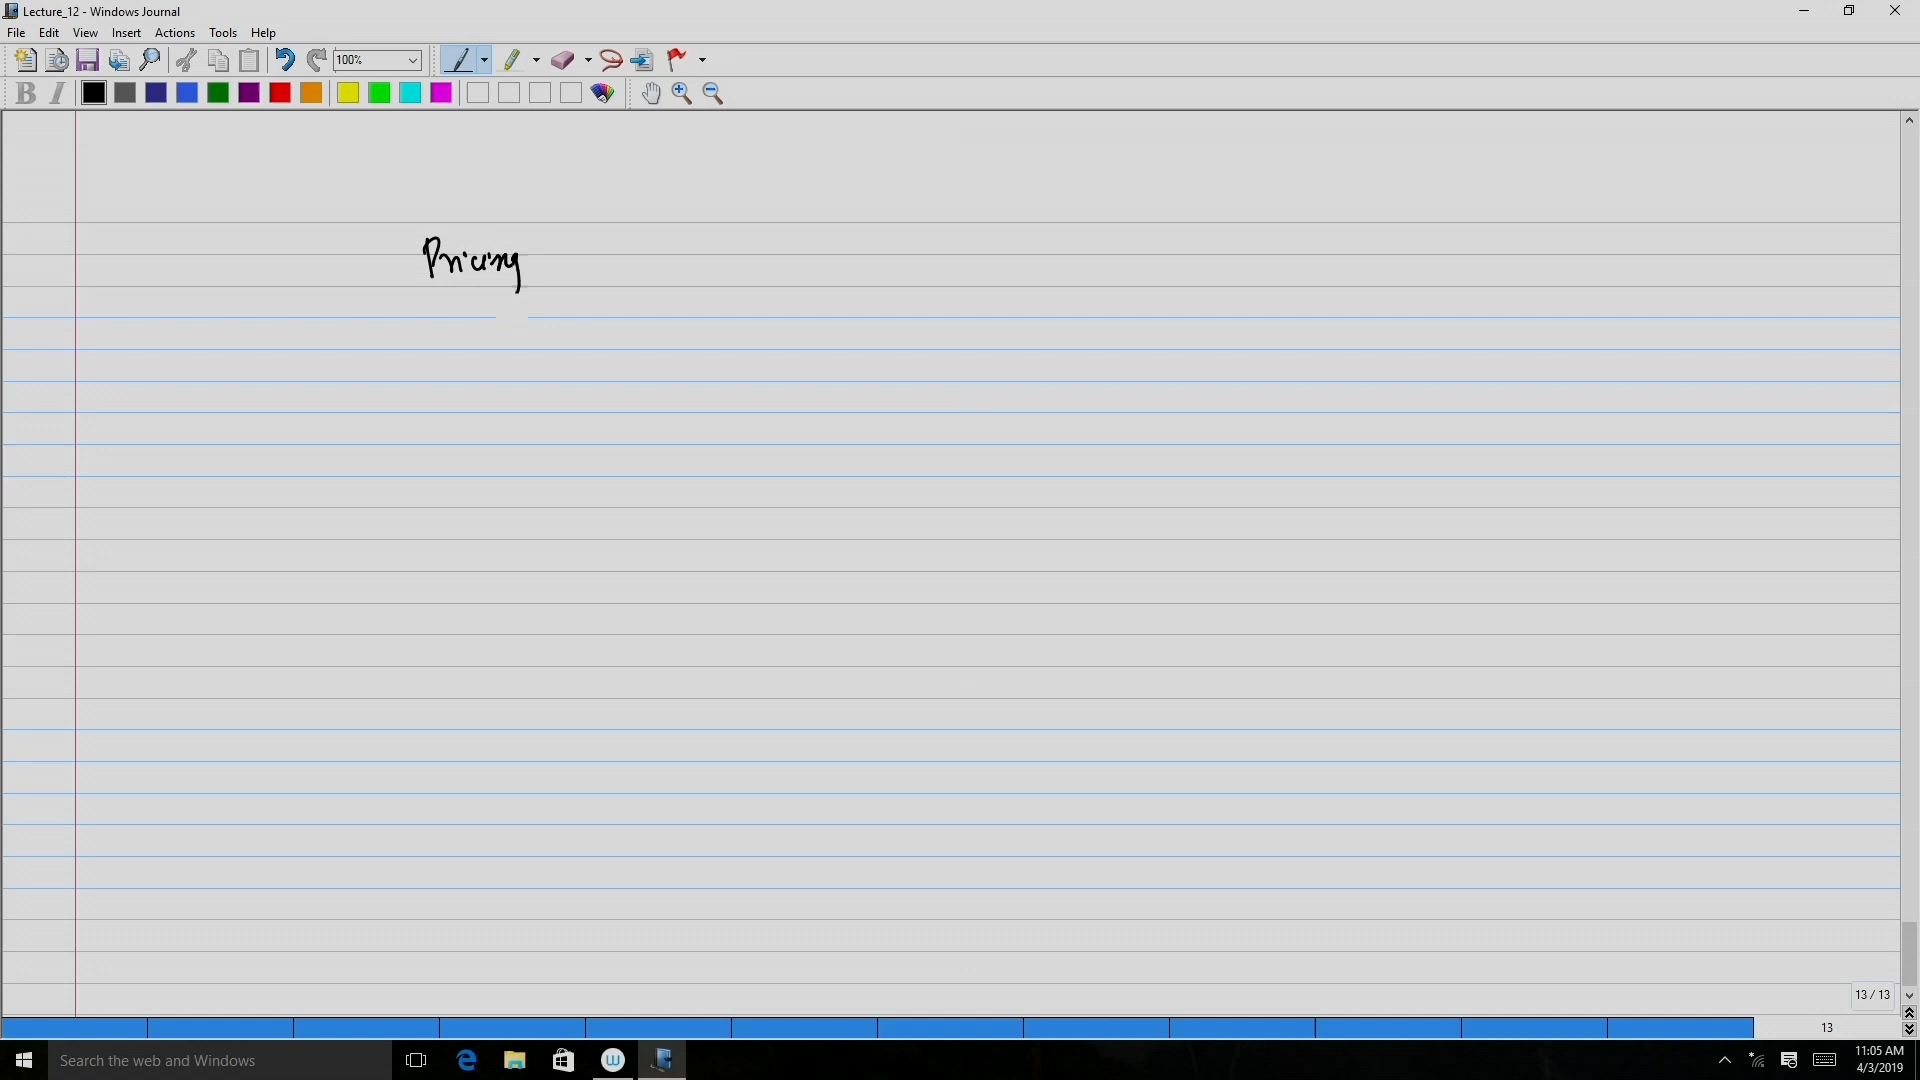 Lecture_12 - Windows Journal
File Edit View Insert Actions Tools Help
100%
B I
Pricing
13 / 13
13
Search the web and Windows
11:05 AM
4/3/2019